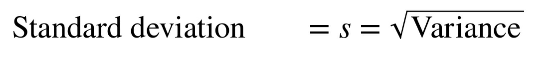 Standard deviation = s = √Variance